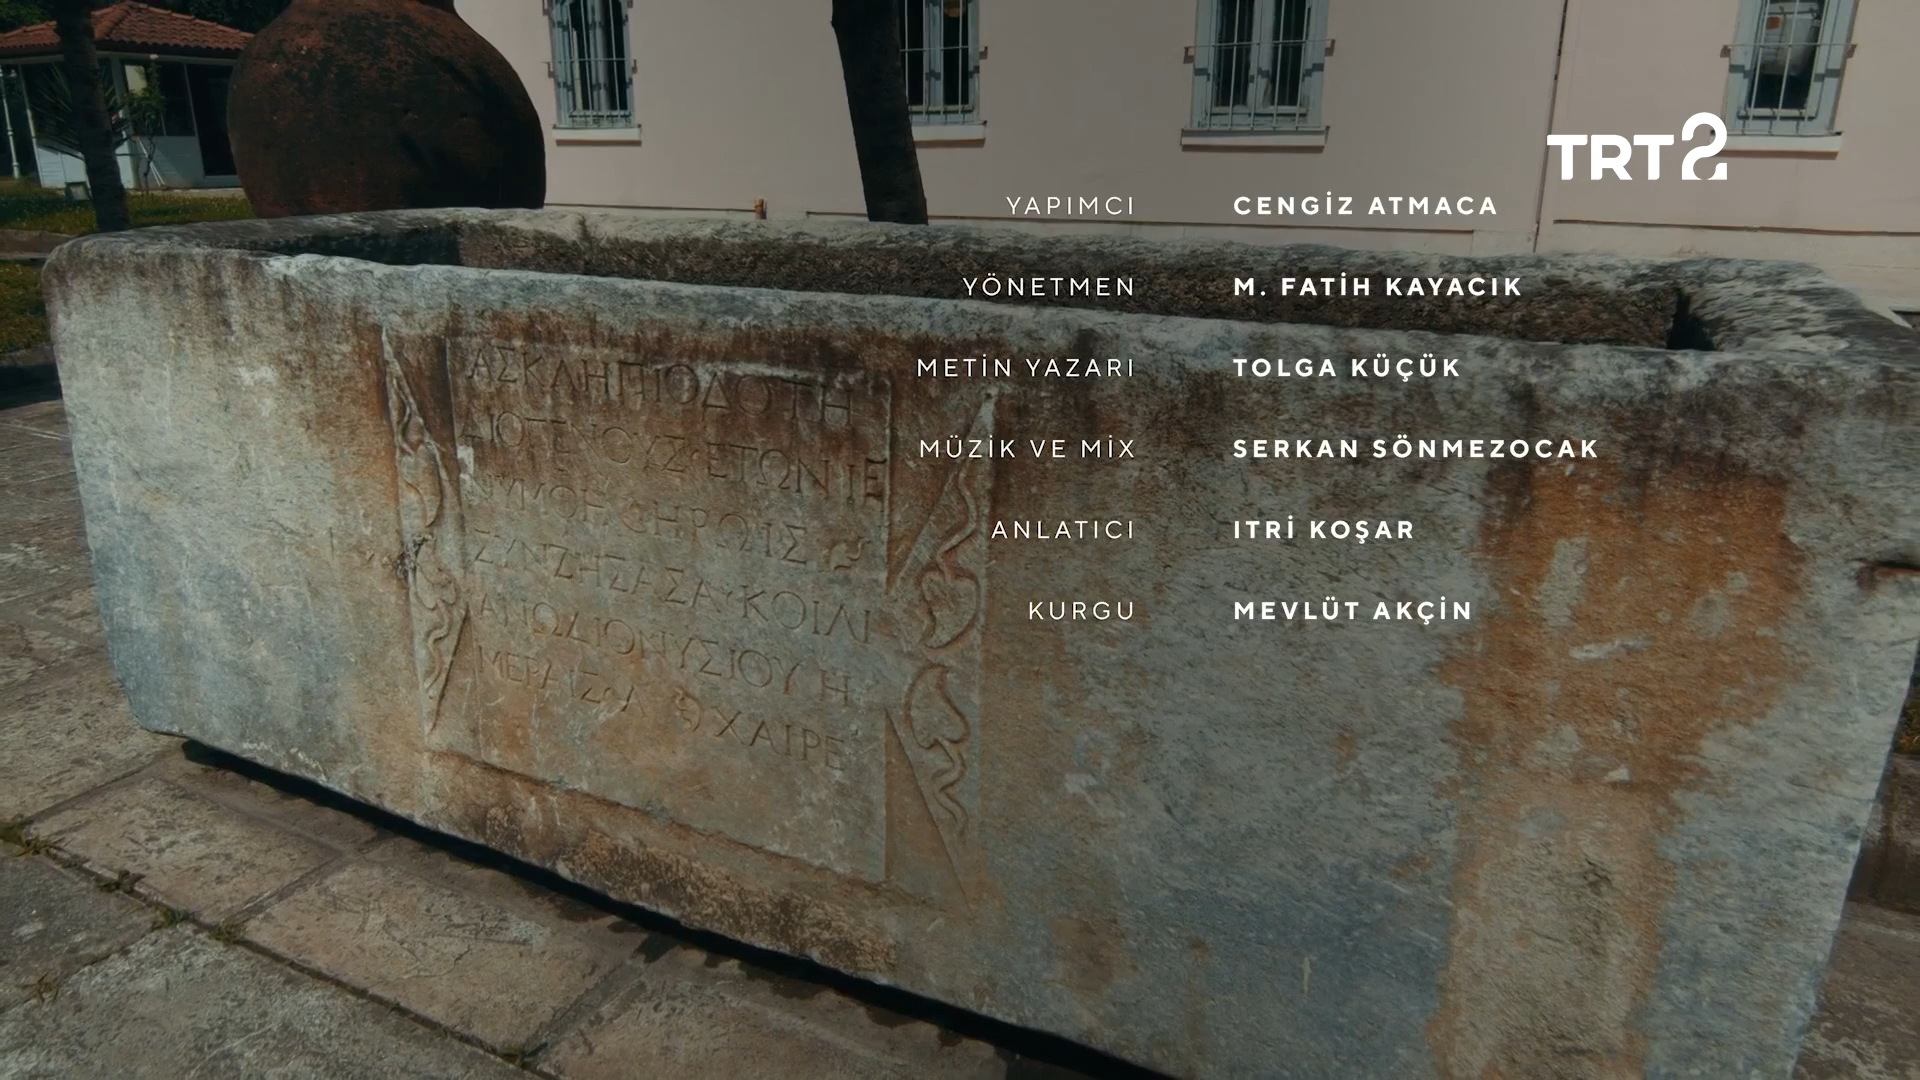 TRT2
YAPIMCI CENGİZ ATMACA
YÖNETMEN M. FATİH KAYACIK
METİN YAZARI TOLGA KÜÇÜK
MÜZİK VE MİX SERKAN SÖNMEZOCAK
ANLATICI ITRİ KOŞAR
KURGU MEVLÜT AKÇİN
ΑΣΚΛΗΠΙΟΔΟΤΗ
ΔΙΟΓΕΝΟΥΣ ΕΤΩΝ ΙΕ
ΣΥΝΖΗΣΑΣΑ ΚΟΙΛΙ
ΔΙΟΝΥΣΙΟΥ Η
ΧΑΙΡΕ